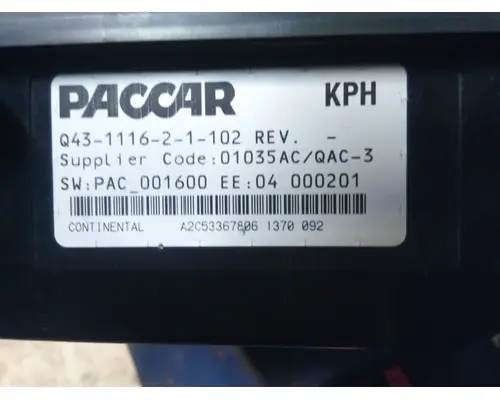 PACCAR KPH
Q43-1116-2-1-102 REV. -
Supplier Code:01035AC/QAC-3
SW:PAC_001600 EE:04 000201
CONTINENTAL A2C53367806 1370 092